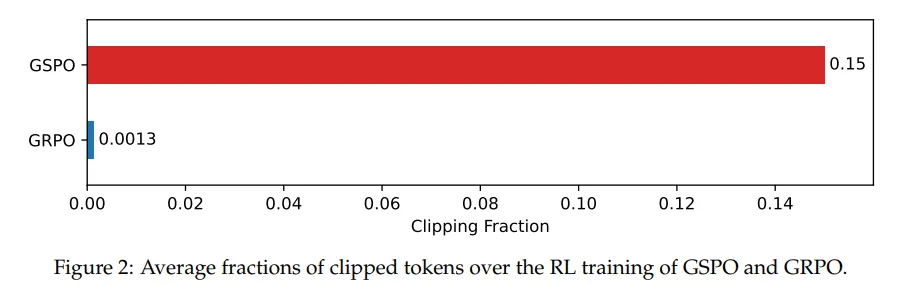 GSPO
0.15
GRPO
0.0013
0.00 0.02 0.04 0.06 0.08 0.10 0.12 0.14
Clipping Fraction
Figure 2: Average fractions of clipped tokens over the RL training of GSPO and GRPO.